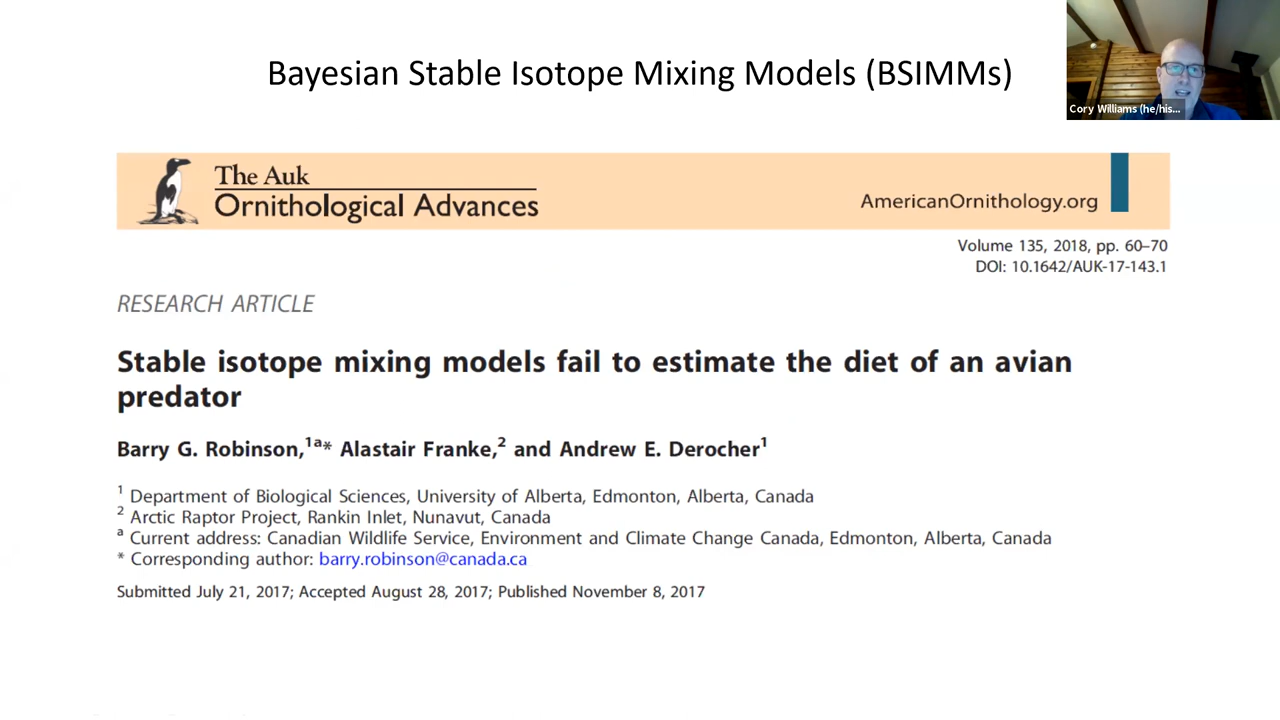 Bayesian Stable Isotope Mixing Models (BSIMMs)
Cory Williams (he/his...
The Auk
Ornithological Advances
AmericanOrnithology.org
Volume 135, 2018, pp. 60–70
DOI: 10.1642/AUK-17-143.1
RESEARCH ARTICLE
Stable isotope mixing models fail to estimate the diet of an avian
predator
Barry G. Robinson,1a* Alastair Franke,2 and Andrew E. Derocher1
1 Department of Biological Sciences, University of Alberta, Edmonton, Alberta, Canada
2 Arctic Raptor Project, Rankin Inlet, Nunavut, Canada
a Current address: Canadian Wildlife Service, Environment and Climate Change Canada, Edmonton, Alberta, Canada
* Corresponding author: barry.robinson@canada.ca
Submitted July 21, 2017; Accepted August 28, 2017; Published November 8, 2017